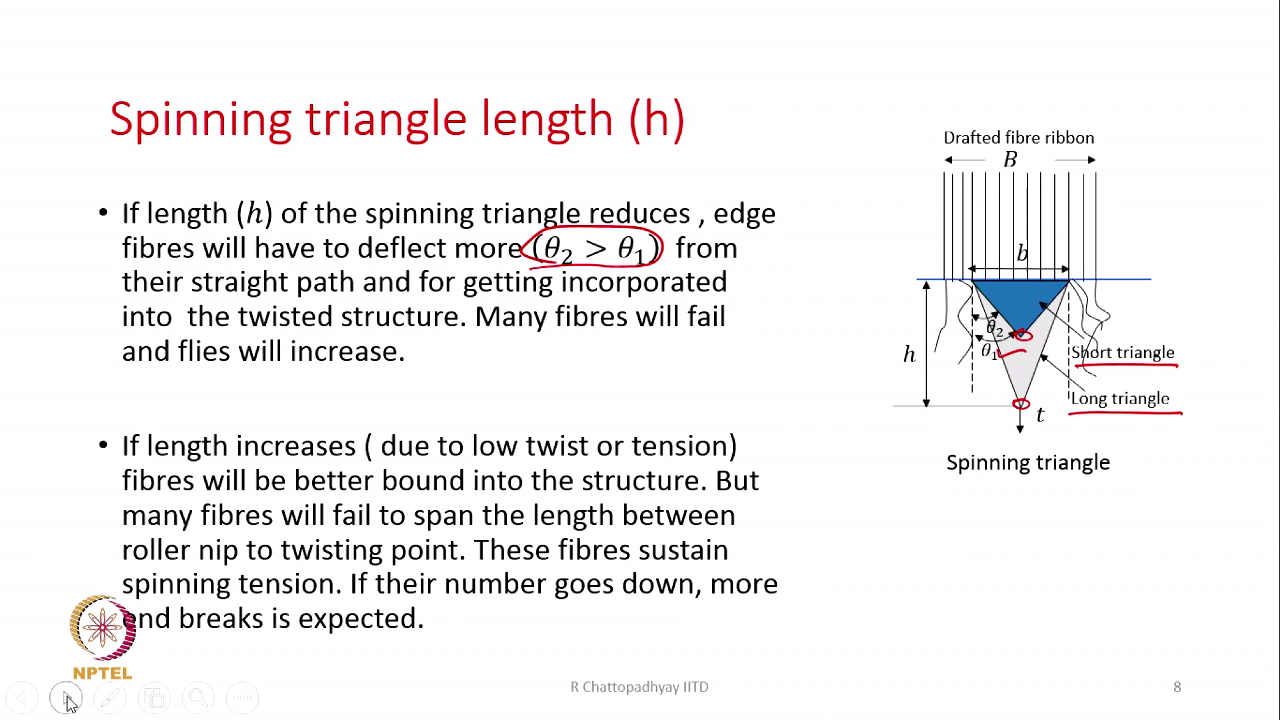 Spinning triangle length (h)
• If length (h) of the spinning triangle reduces , edge
fibres will have to deflect more (θ₂ > θ₁) from
their straight path and for getting incorporated
into the twisted structure. Many fibres will fail
and flies will increase.
• If length increases ( due to low twist or tension)
fibres will be better bound into the structure. But
many fibres will fail to span the length between
roller nip to twisting point. These fibres sustain
spinning tension. If their number goes down, more
end breaks is expected.
Drafted fibre ribbon
B
b
θ₂
θ₁
h
Short triangle
Long triangle
t
Spinning triangle
NPTEL
R Chattopadhyay IITD
8